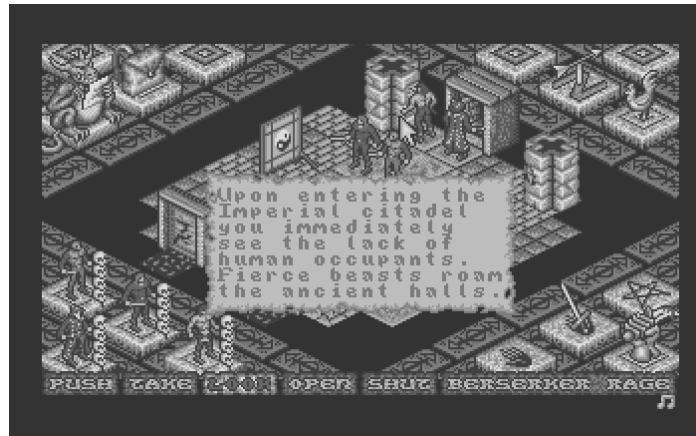 Upon entering the
Imperial citadel
you immediately
see the lack of
human occupants.
Fierce beasts roam
the ancient halls.
PUSH TAKE LOOK OPEN SHUT BERSERKER RAGE